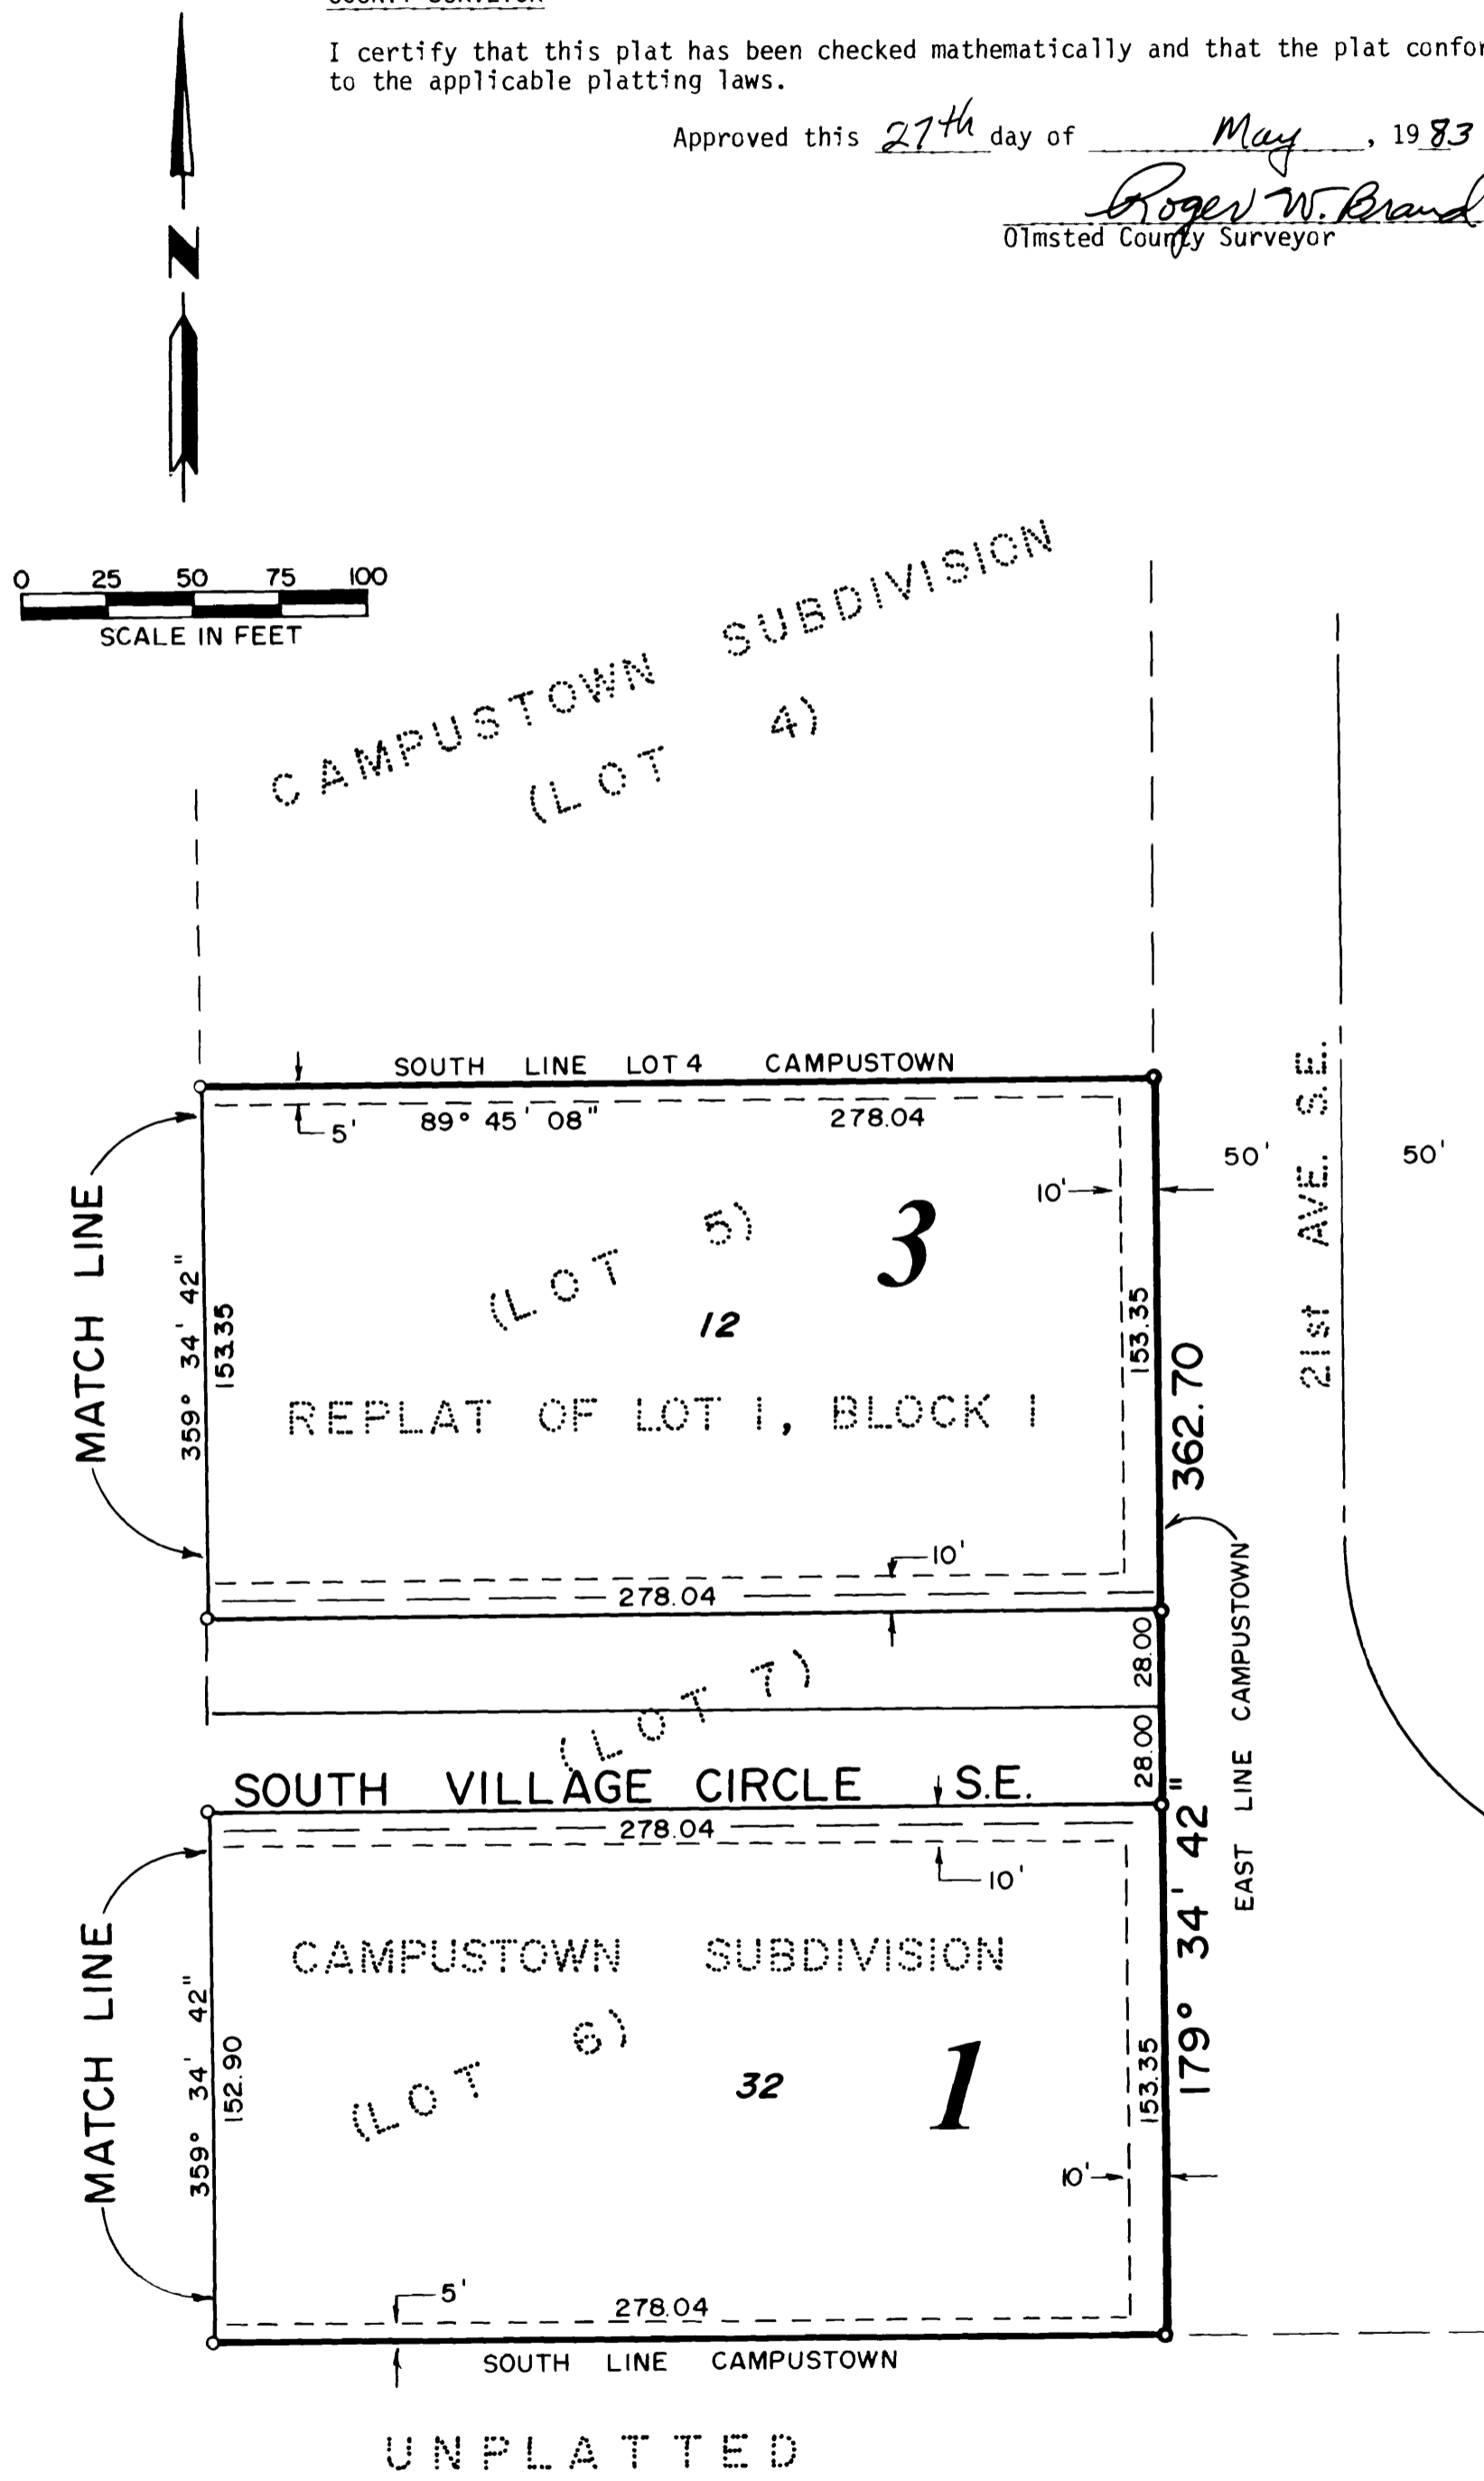 I certify that this plat has been checked mathematically and that the plat
to the applicable platting laws.
Approved this 27th day of May, 1983
Roger W. Brand
Olmsted County Surveyor
N
0 25 50 75 100
SCALE IN FEET
CAMPUSTOWN SUBDIVISION
(LOT 4)
SOUTH LINE LOT 4 CAMPUSTOWN
5'
89° 45' 08"
278.04
50'
21st AVE. S.E.
50'
10'
MATCH LINE
359° 34' 42"
153.35
(LOT 5)
3
12
153.35
REPLAT OF LOT 1, BLOCK 1
362.70
10'
278.04
EAST LINE CAMPUSTOWN
28.00
(LOT 7)
28.00
SOUTH VILLAGE CIRCLE S.E.
278.04
10'
179° 34' 42"
CAMPUSTOWN SUBDIVISION
MATCH LINE
359° 34' 42"
152.90
(LOT 6)
32
1
153.35
10'
5'
278.04
SOUTH LINE CAMPUSTOWN
UNPLATTED